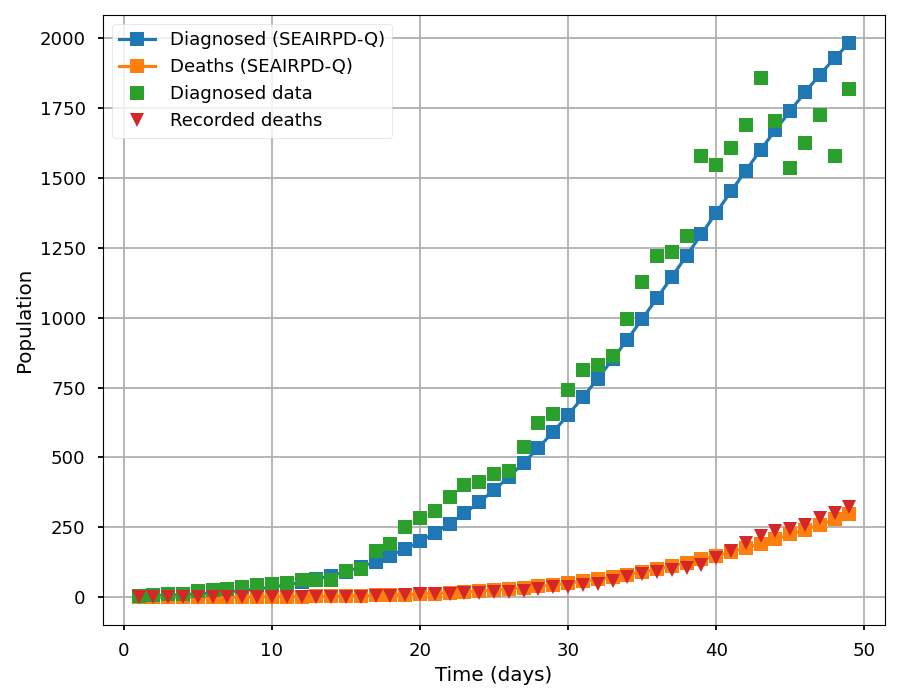 Diagnosed (SEAIRPD-Q)
Deaths (SEAIRPD-Q)
Diagnosed data
Recorded deaths
2000
1750
1500
1250
1000
750
500
250
0
Population
0 10 20 30 40 50
Time (days)